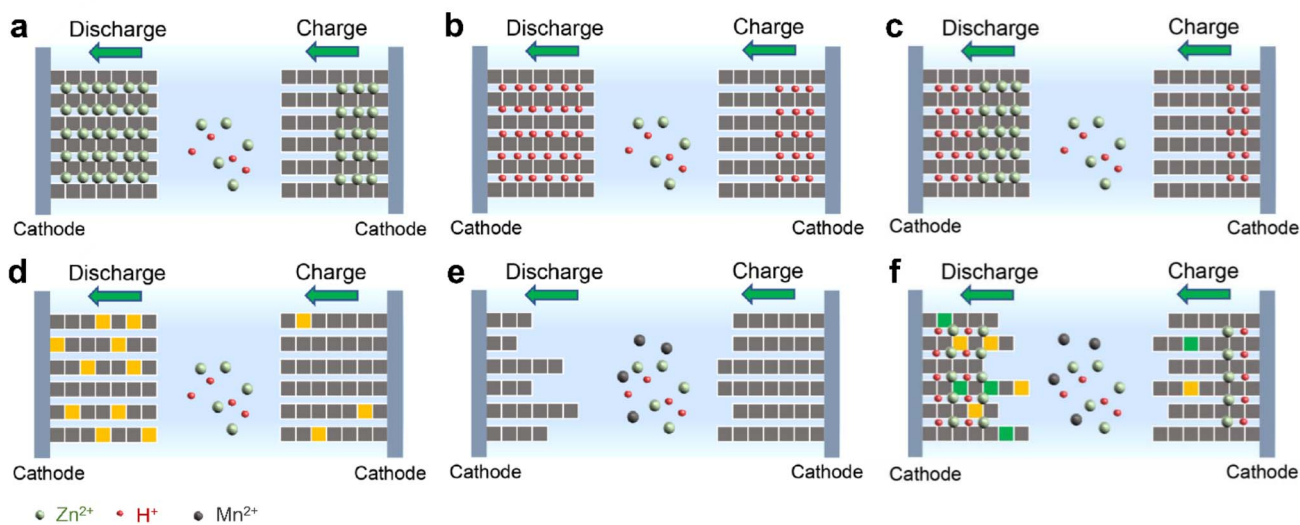 a
Discharge
Charge
Cathode
Cathode
b
Discharge
Charge
Cathode
Cathode
c
Discharge
Charge
Cathode
Cathode
d
Discharge
Charge
Cathode
Cathode
e
Discharge
Charge
Cathode
Cathode
f
Discharge
Charge
Cathode
Cathode
Zn²⁺ H⁺ Mn²⁺